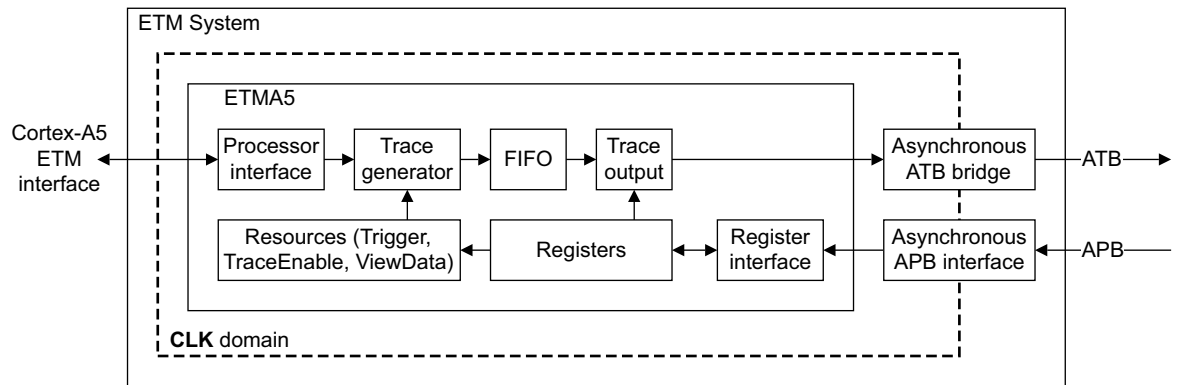 ETM System
ETMA5
Cortex-A5
ETM
interface
Processor
interface
Trace
generator
FIFO
Trace
output
Asynchronous
ATB bridge
ATB
Resources (Trigger,
TraceEnable, ViewData)
Registers
Register
interface
Asynchronous
APB interface
APB
CLK domain